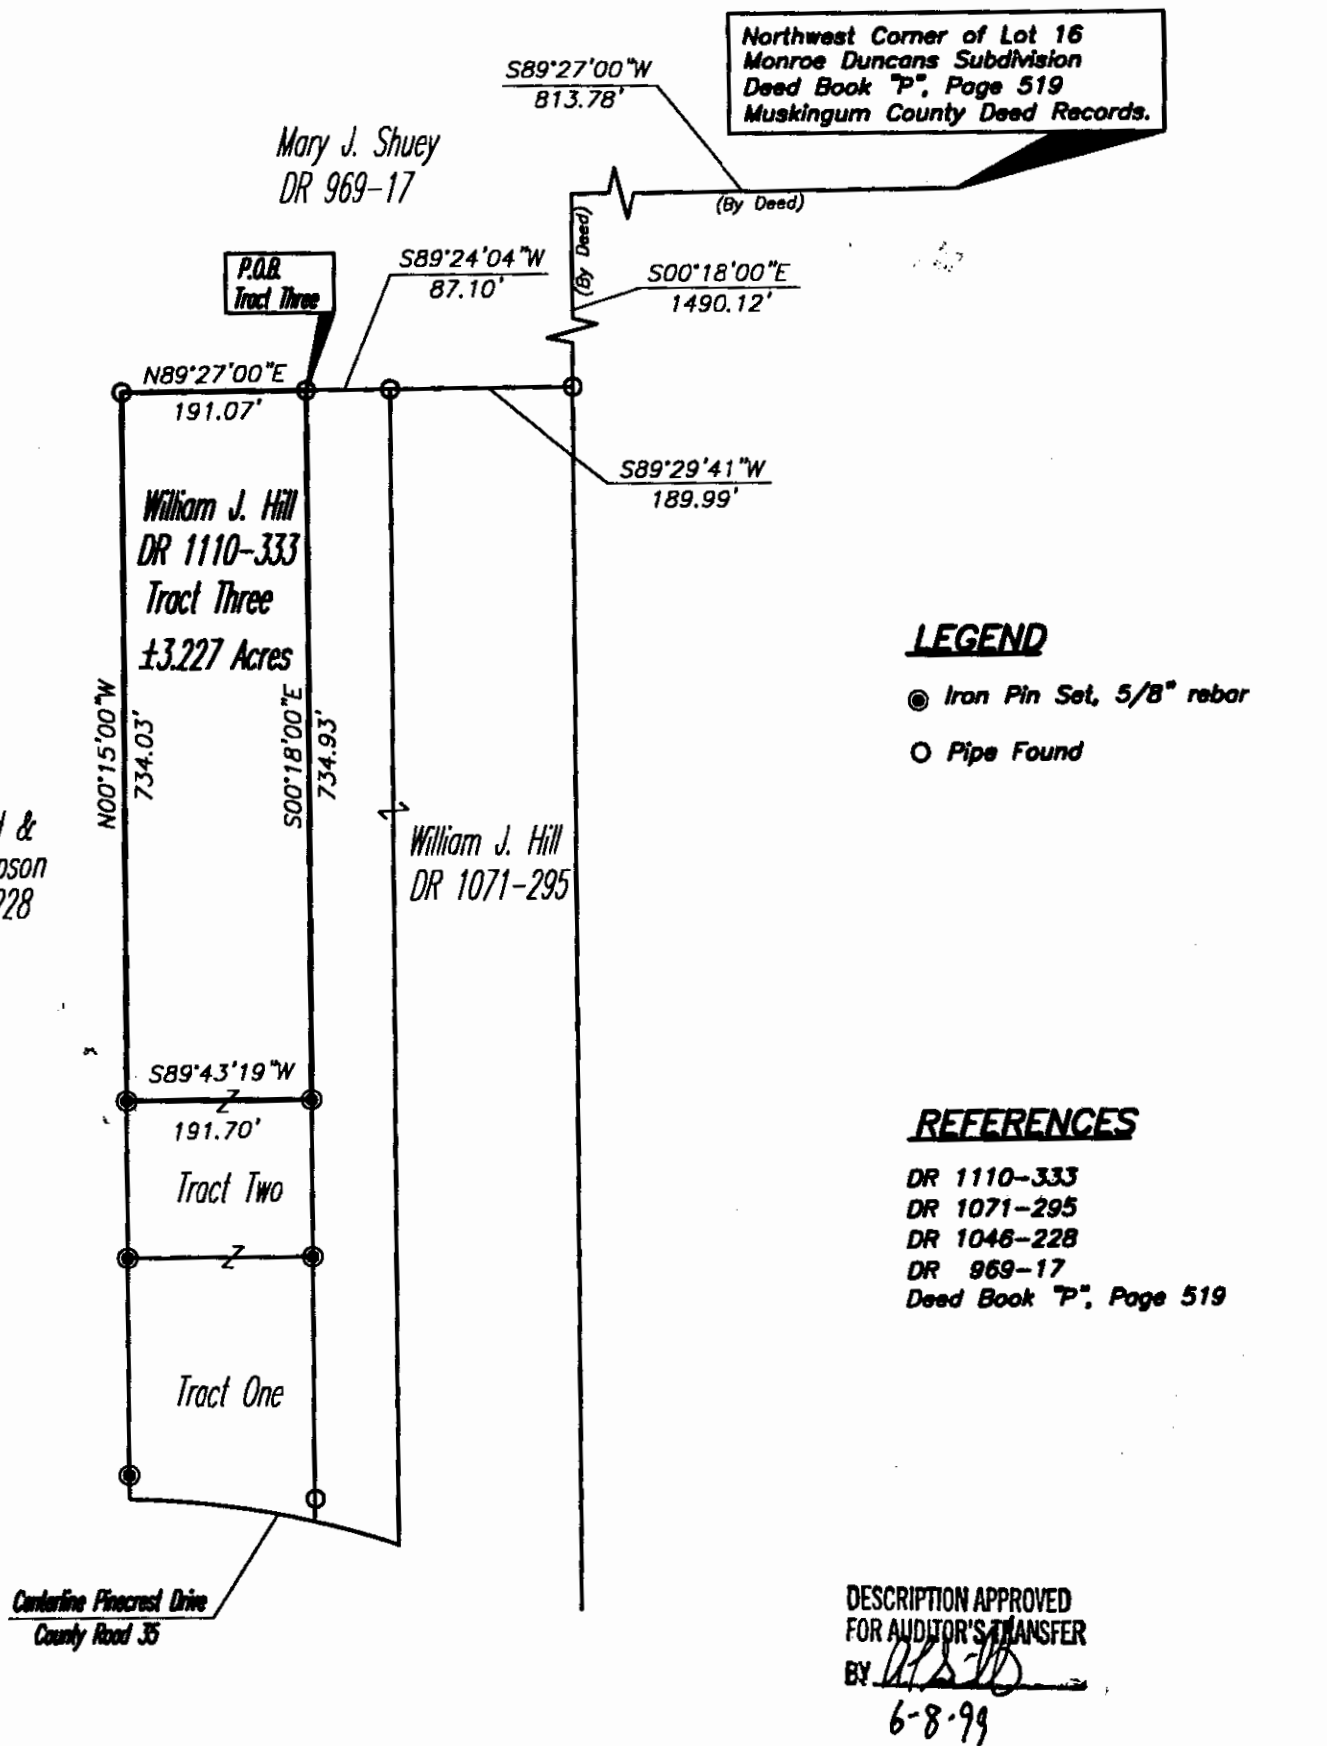 Northwest Corner of Lot 16
Monroe Duncans Subdivision
Deed Book "P", Page 519
Muskingum County Deed Records.
S89°27'00"W
813.78'
(By Deed)
Mary J. Shuey
DR 969-17
(By Deed)
S00°18'00"E
1490.12'
P.O.B.
Tract Three
S89°24'04"W
87.10'
N89°27'00"E
191.07'
S89°29'41"W
189.99'
William J. Hill
DR 1110-333
Tract Three
±3.227 Acres
N00°15'00"W
734.03'
S00°18'00"E
734.93'
LEGEND
Iron Pin Set, 5/8" rebar
Pipe Found
&
pson
228
William J. Hill
DR 1071-295
S89°43'19"W
191.70'
Tract Two
Tract One
REFERENCES
DR 1110-333
DR 1071-295
DR 1046-228
DR 969-17
Deed Book "P", Page 519
Centerline Pinecrest Drive
County Road 35
DESCRIPTION APPROVED
FOR AUDITOR'S TRANSFER
BY
6-8-99